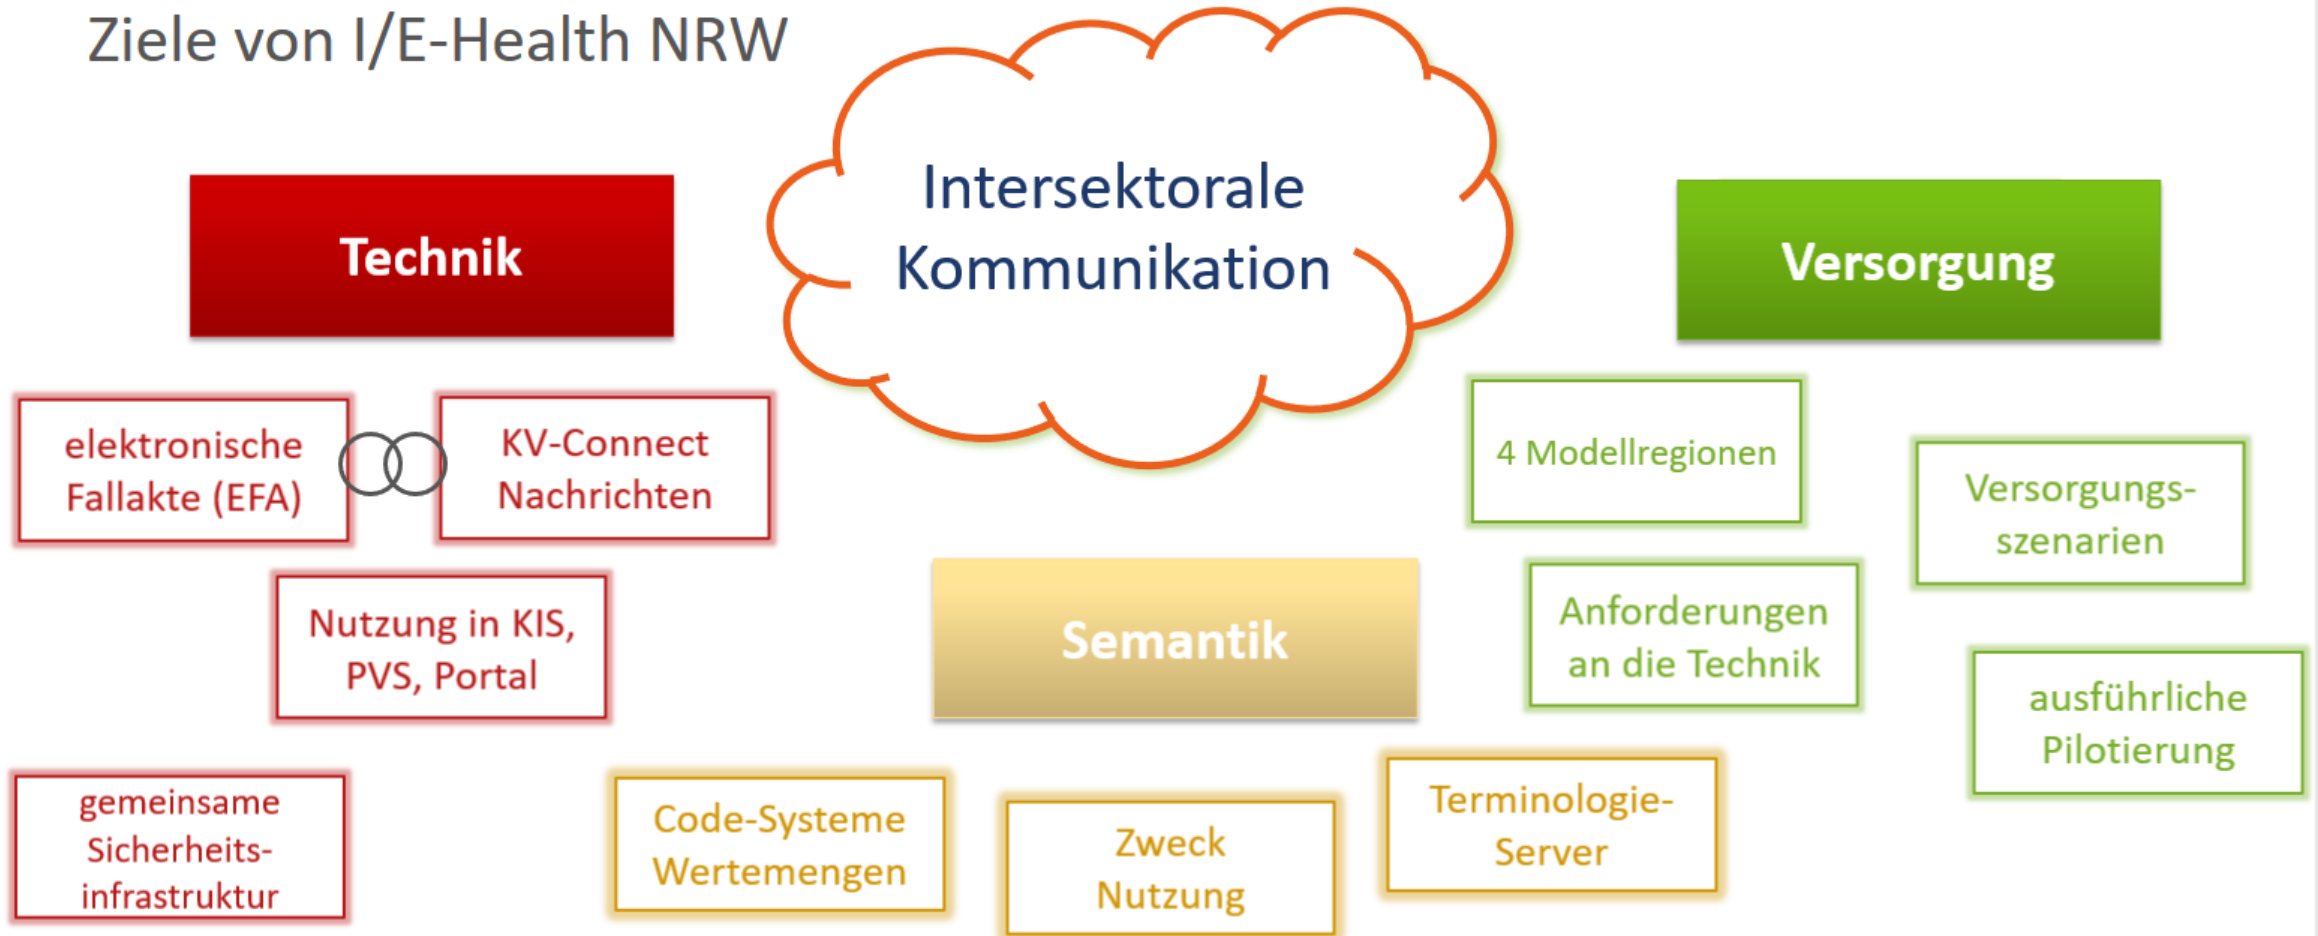 Ziele von I/E-Health NRW
Intersektorale
Kommunikation
Technik
Versorgung
elektronische
Fallakte (EFA)
KV-Connect
Nachrichten
Nutzung in KIS,
PVS, Portal
gemeinsame
Sicherheits-
infrastruktur
Semantik
Code-Systeme
Wertemengen
Zweck
Nutzung
Terminologie-
Server
4 Modellregionen
Versorgungs-
szenarien
Anforderungen
an die Technik
ausführliche
Pilotierung